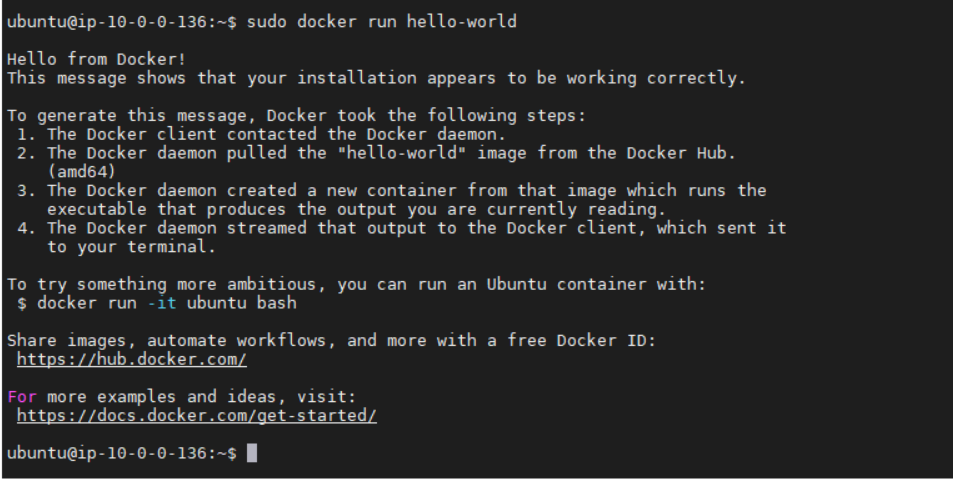 ubuntu@ip-10-0-0-136:~$ sudo docker run hello-world
Hello from Docker!
This message shows that your installation appears to be working correctly.
To generate this message, Docker took the following steps:
1. The Docker client contacted the Docker daemon.
2. The Docker daemon pulled the "hello-world" image from the Docker Hub.
(amd64)
3. The Docker daemon created a new container from that image which runs the
executable that produces the output you are currently reading.
4. The Docker daemon streamed that output to the Docker client, which sent it
to your terminal.
To try something more ambitious, you can run an Ubuntu container with:
$ docker run -it ubuntu bash
Share images, automate workflows, and more with a free Docker ID:
https://hub.docker.com/
For more examples and ideas, visit:
https://docs.docker.com/get-started/
ubuntu@ip-10-0-0-136:~$